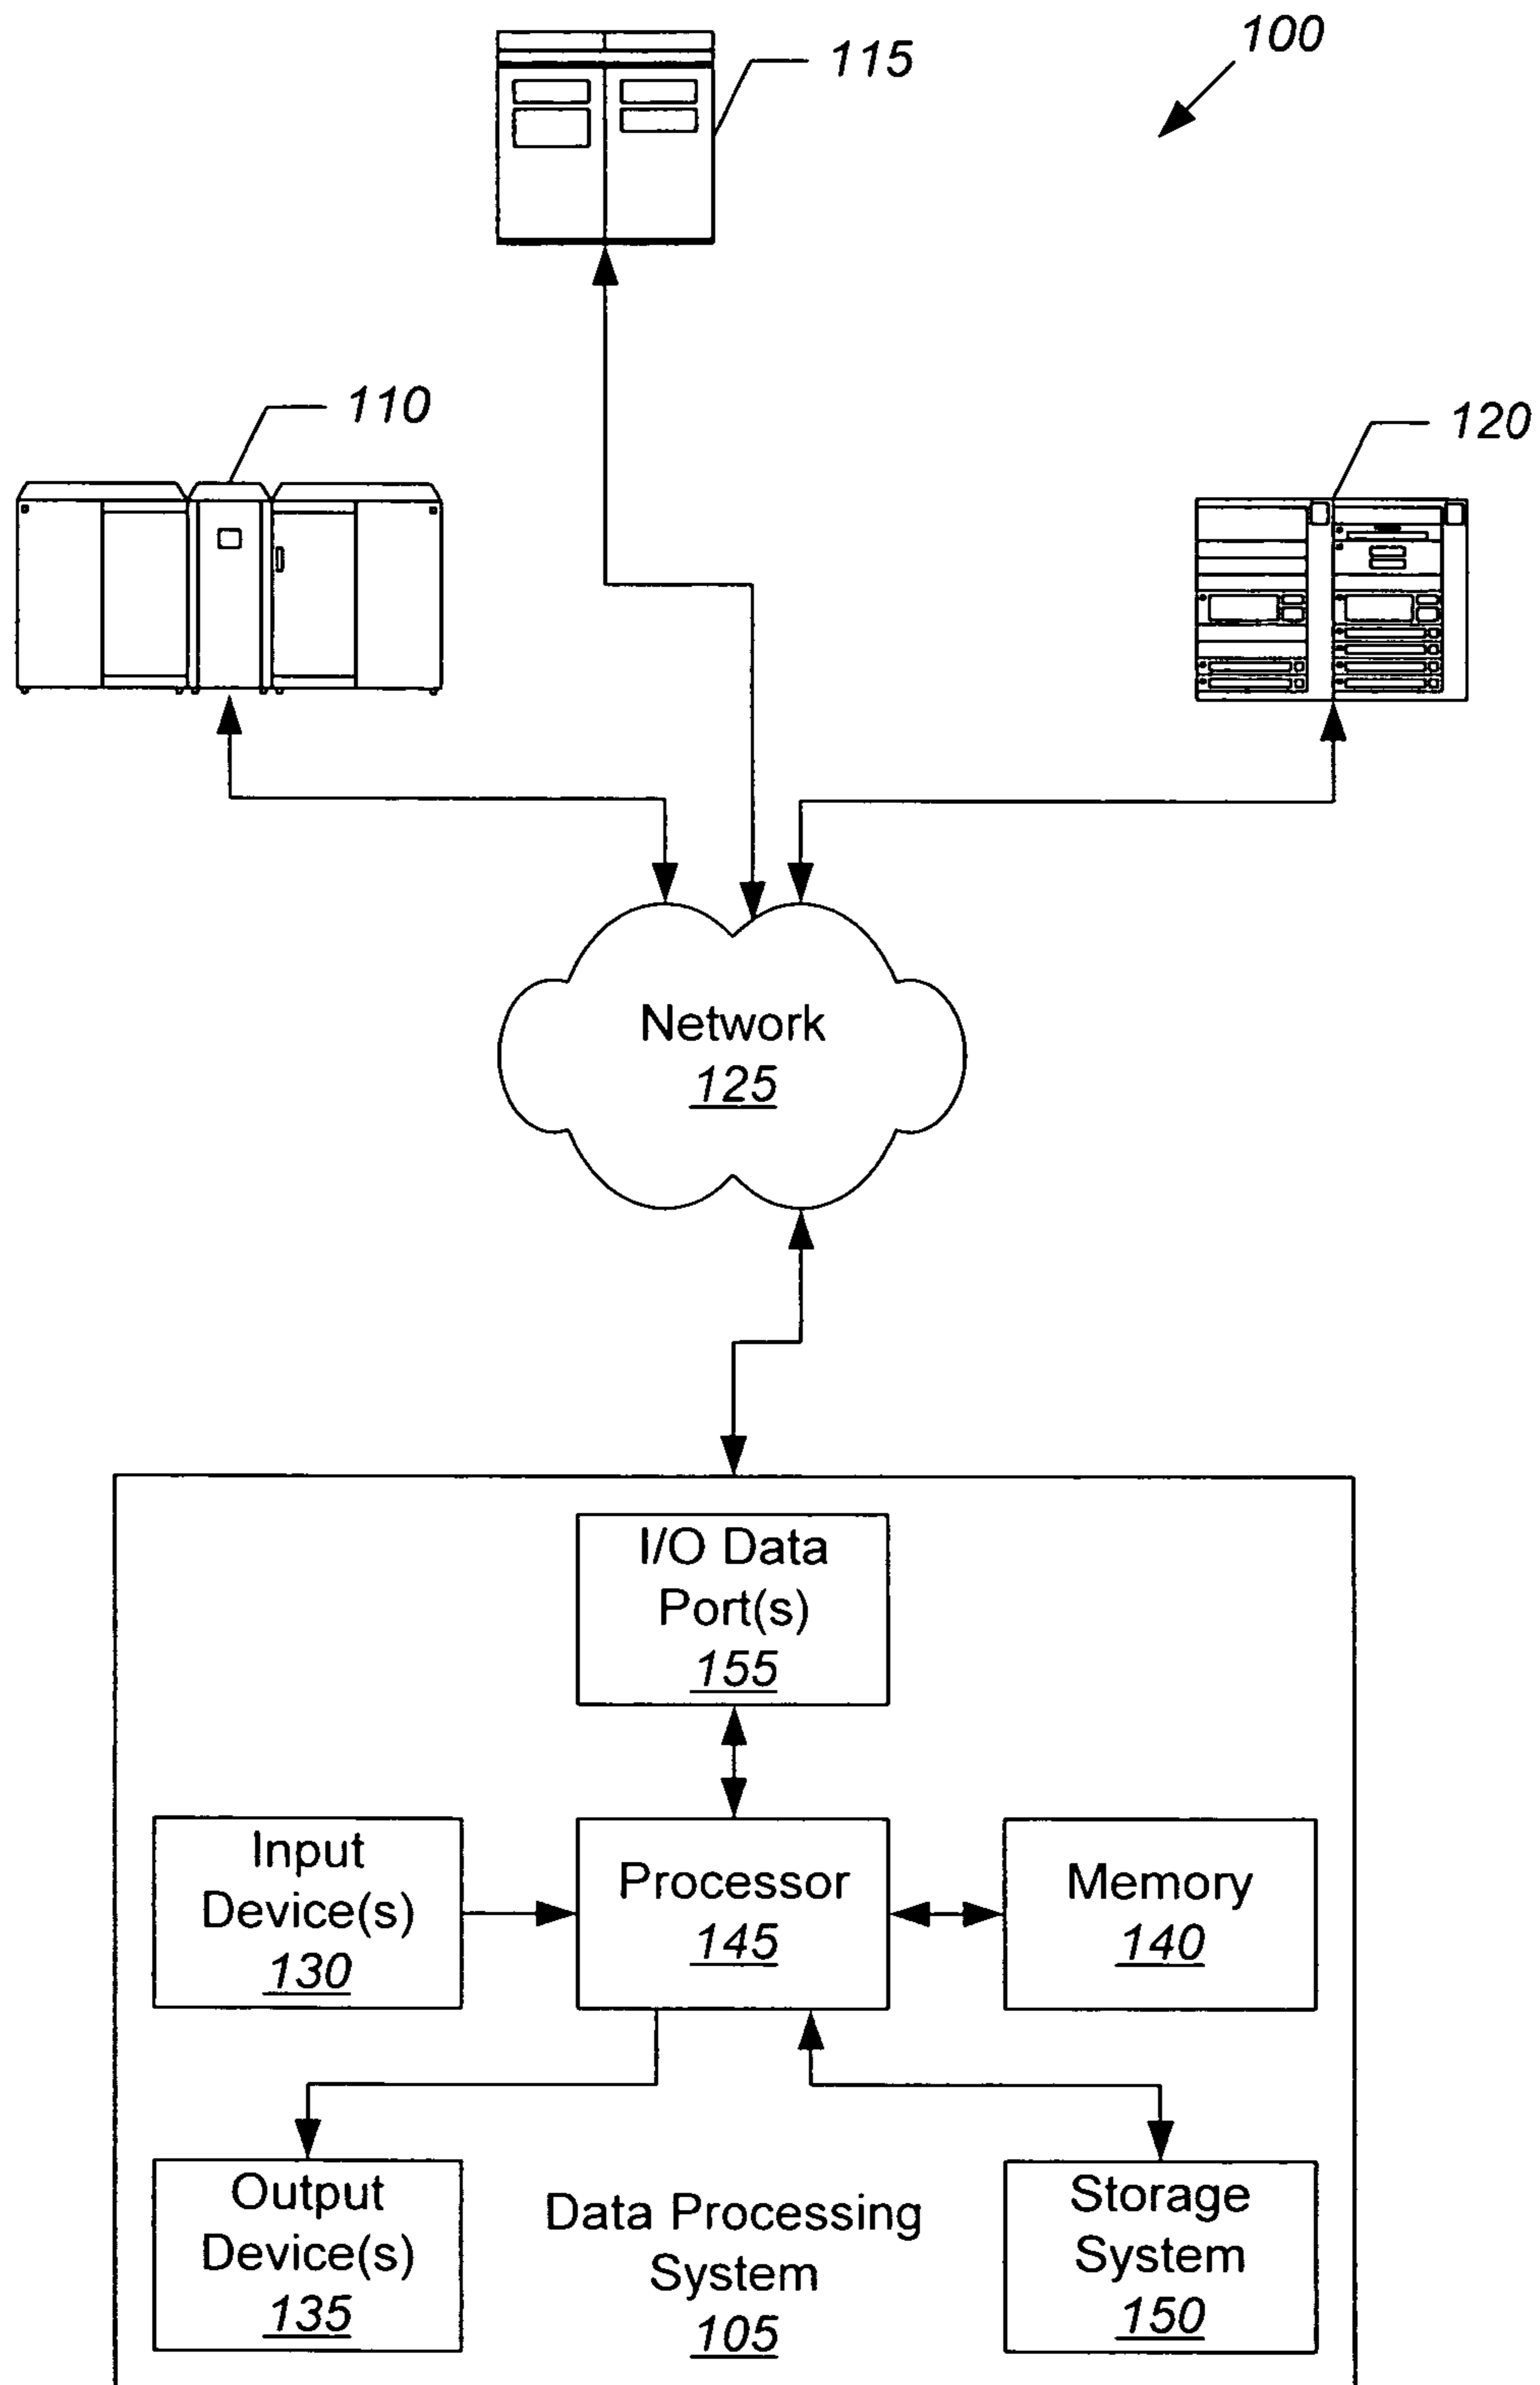 100
115
110
120
Network
125
I/O Data
Port(s)
155
Input
Device(s)
130
Processor
145
Memory
140
Output
Device(s)
135
Data Processing
System
105
Storage
System
150